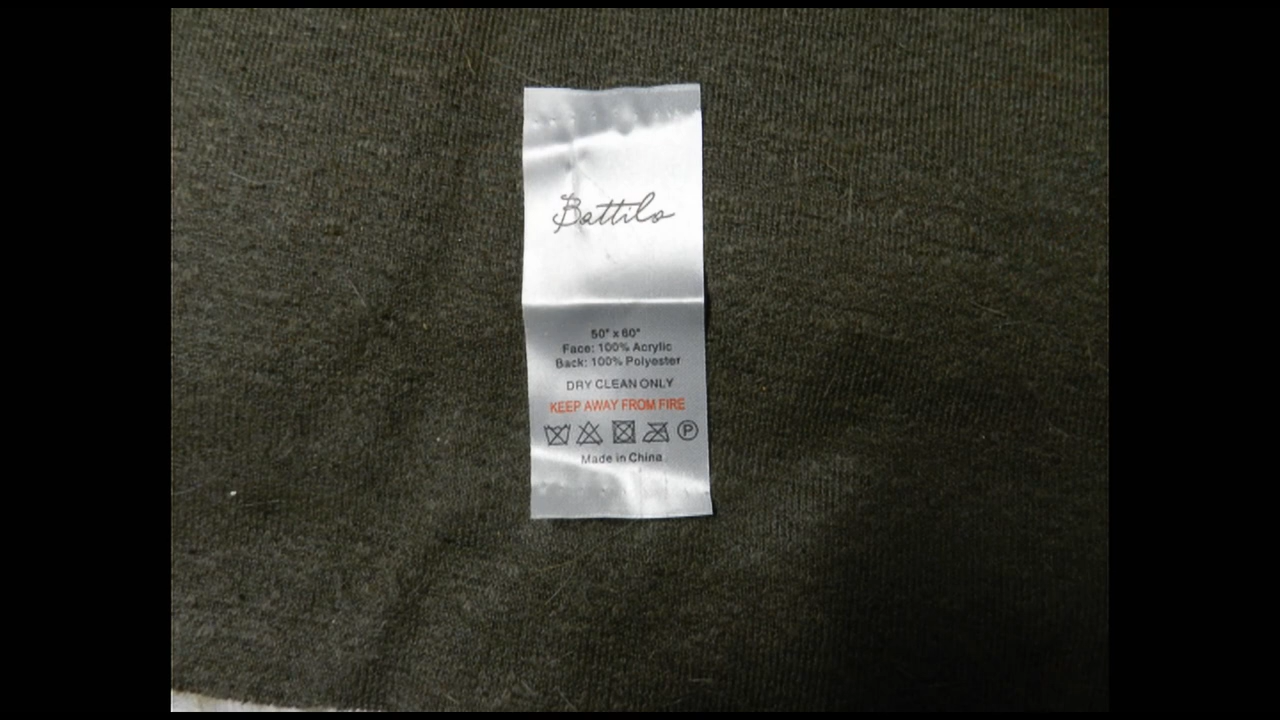 Battilo
50" x 60"
Face: 100% Acrylic
Back: 100% Polyester
DRY CLEAN ONLY
KEEP AWAY FROM FIRE
P
Made in China